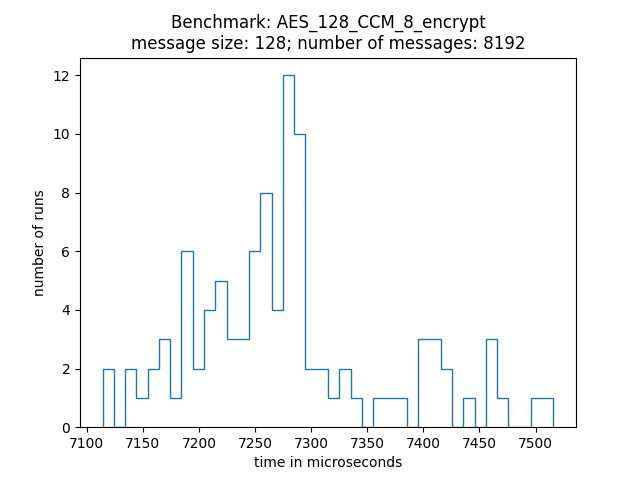 Benchmark: AES_128_CCM_8_encrypt
message size: 128; number of messages: 8192
12
10
8
6
4
2
0
number of runs
7100 7150 7200 7250 7300 7350 7400 7450 7500
time in microseconds